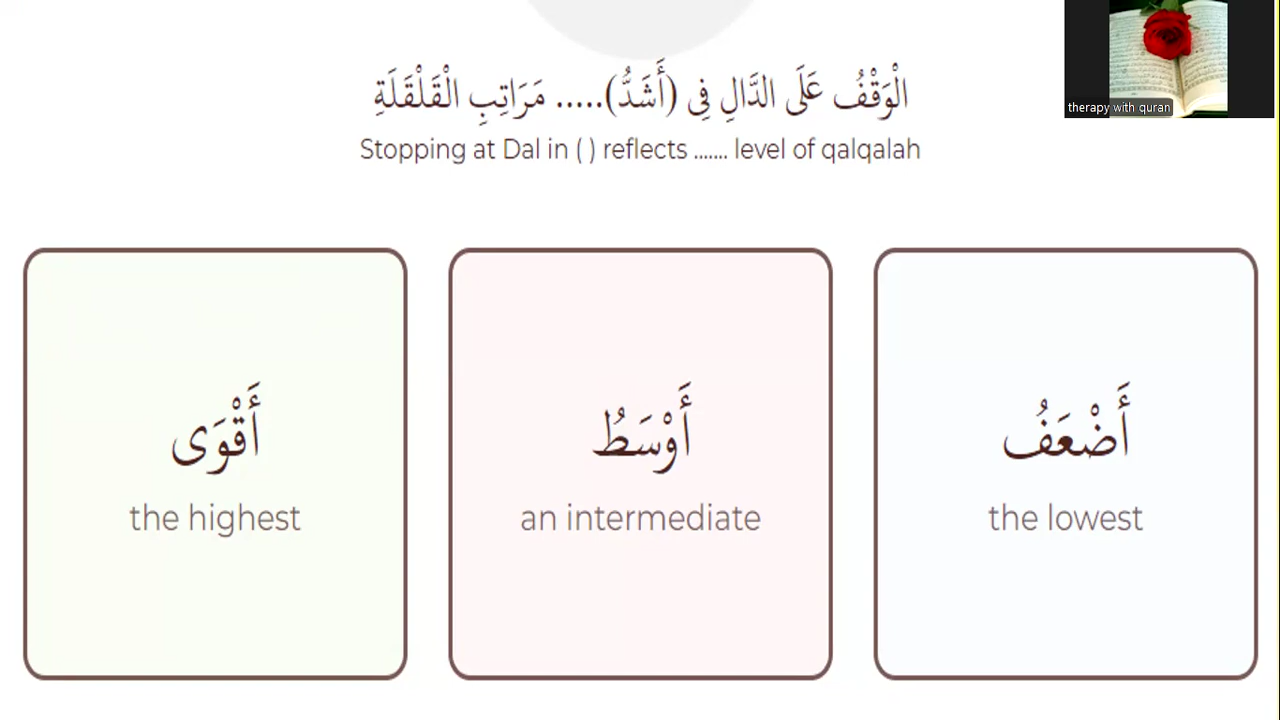 therapy with quran
الْوَقْفُ عَلَى الدَّالِ فِي (أَشَدُّ)..... مَرَاتِبِ الْقَلْقَلَةِ
Stopping at Dal in ( ) reflects ....... level of qalqalah
أَقْوَى
the highest
أَوْسَطُ
an intermediate
أَضْعَفُ
the lowest